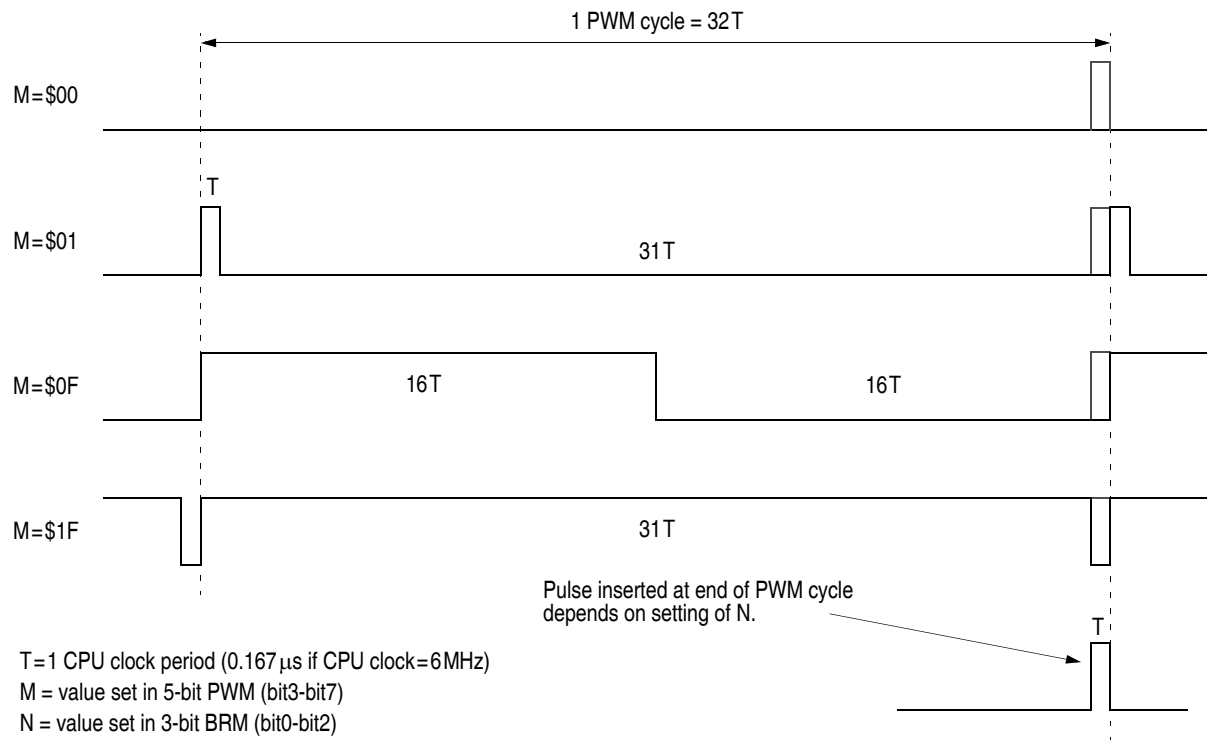 1 PWM cycle = 32T
M=$00
T
M=$01
31T
M=$0F
16T
16T
M=$1F
31T
Pulse inserted at end of PWM cycle
depends on setting of N.
T
T=1 CPU clock period (0.167 µs if CPU clock=6MHz)
M = value set in 5-bit PWM (bit3-bit7)
N = value set in 3-bit BRM (bit0-bit2)